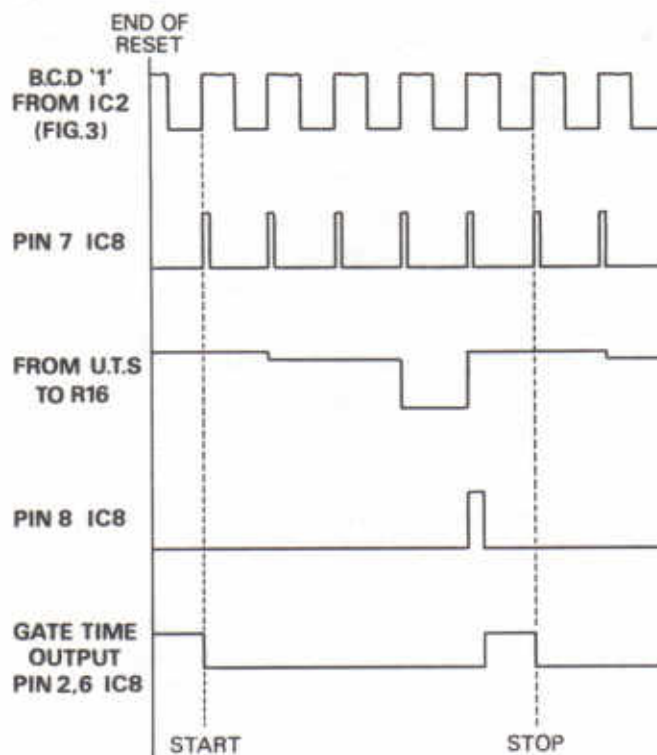 END OF
RESET
B.C.D '1'
FROM IC2
(FIG.3)
PIN 7 IC8
FROM U.T.S
TO R16
PIN 8 IC8
GATE TIME
OUTPUT
PIN 2,6 IC8
START
STOP